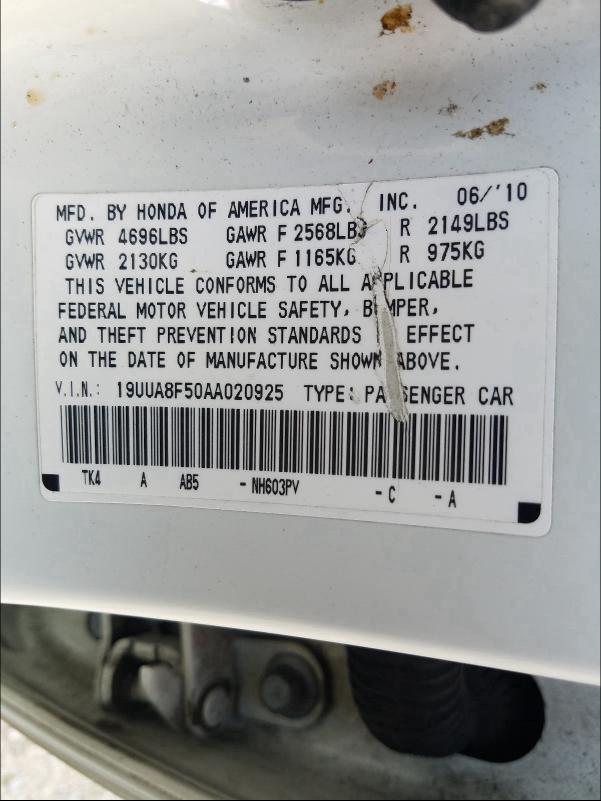 MFD. BY HONDA OF AMERICA MFG. INC. 06/'10
GVWR 4696LBS GAWR F 2568LBS R 2149LBS
GVWR 2130KG GAWR F 1165KG R 975KG
THIS VEHICLE CONFORMS TO ALL APPLICABLE
FEDERAL MOTOR VEHICLE SAFETY, BUMPER,
AND THEFT PREVENTION STANDARDS EFFECT
ON THE DATE OF MANUFACTURE SHOWN ABOVE.
V.I.N.: 19UUA8F50AA020925 TYPE: PASSENGER CAR
TK4 A AB5 - NH603PV - C - A